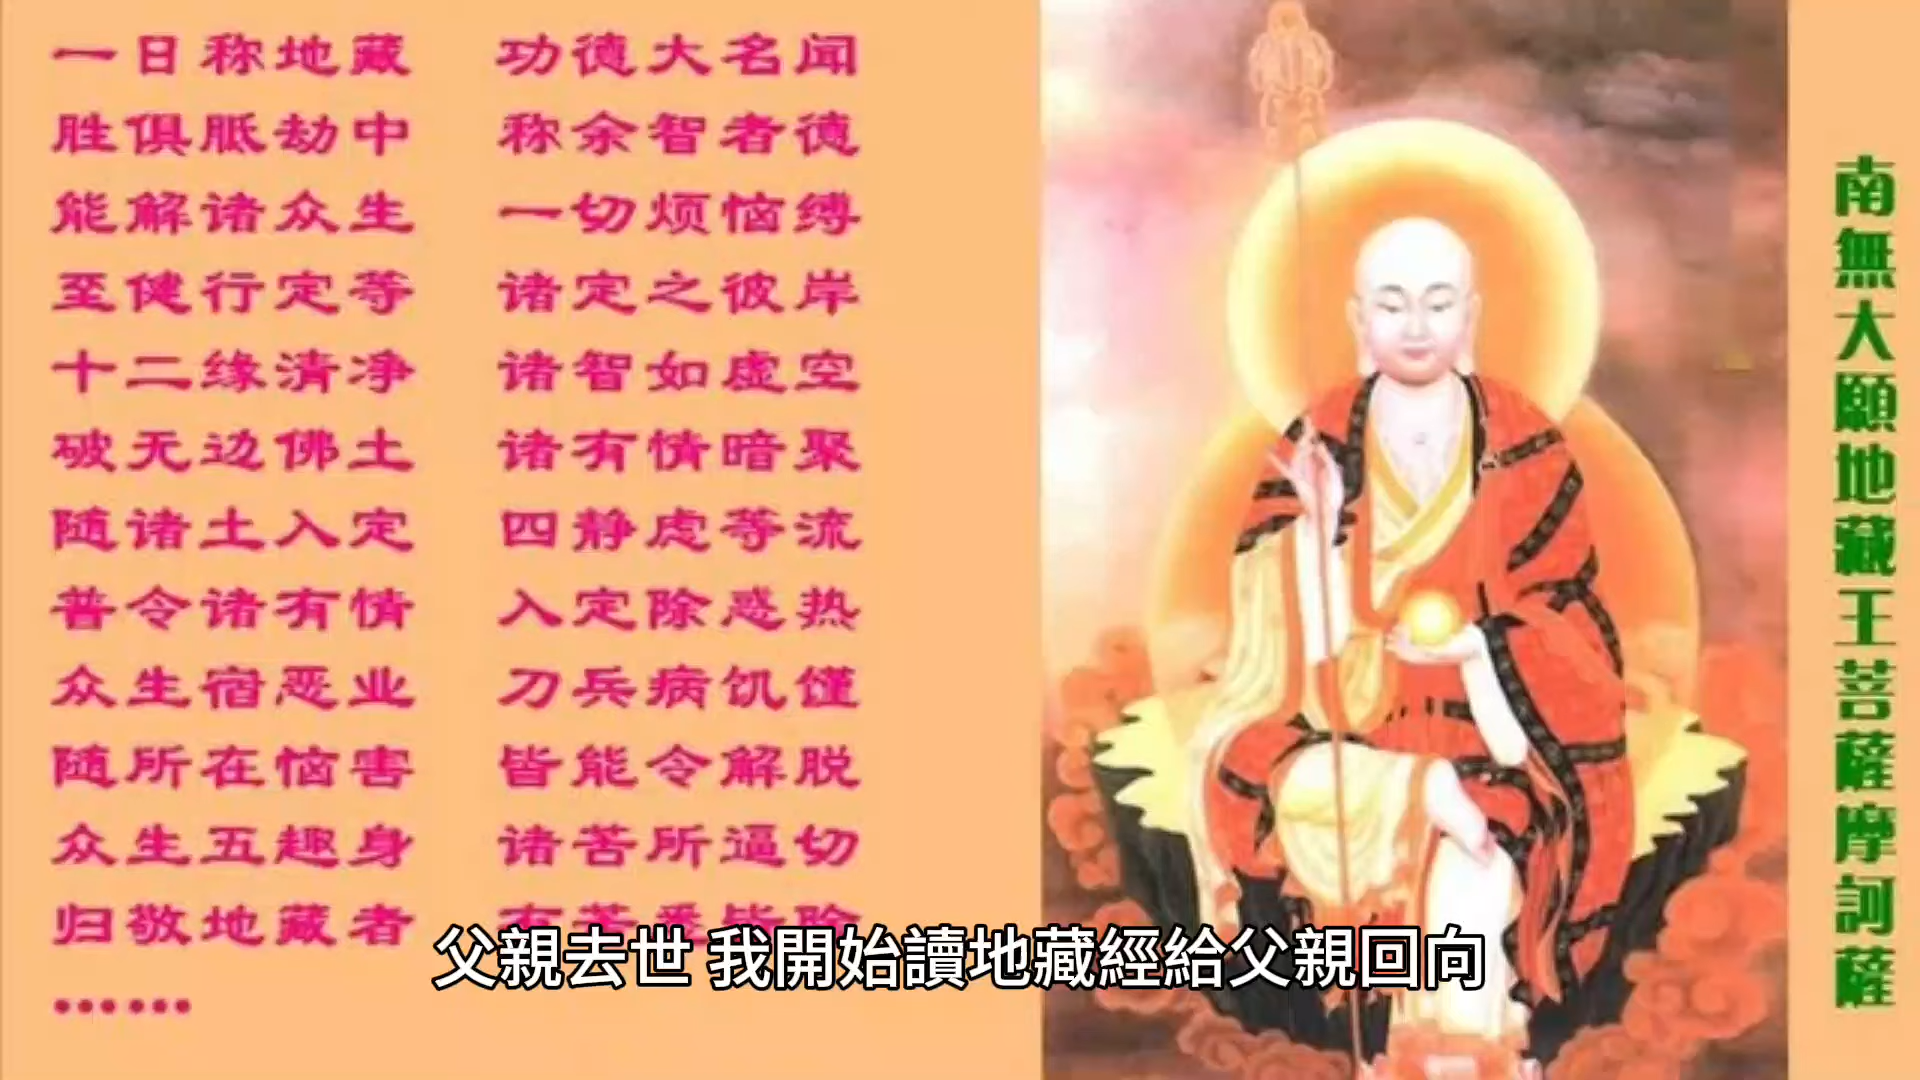 一日称地藏 功德大名闻
胜俱胝劫中 称余智者德
能解诸众生 一切烦恼缚
至健行定等 诸定之彼岸
十二缘清净 诸智如虚空
破无边佛土 诸有情暗聚
随诸土入定 四静虑等流
普令诸有情 入定除惑热
众生宿恶业 刀兵病饥馑
随所在恼害 皆能令解脱
众生五趣身 诸苦所逼切
归敬地藏者
……
父親去世 我開始讀地藏經給父親回向
南無大願地藏王菩薩摩訶薩